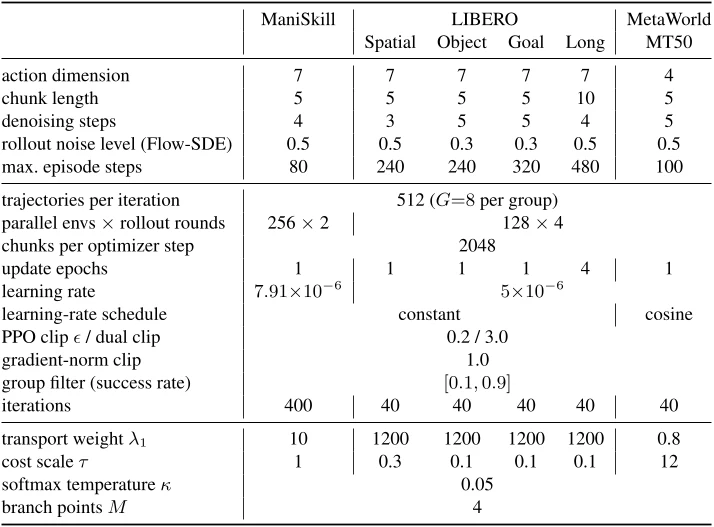 ManiSkill LIBERO MetaWorld
Spatial Object Goal Long MT50
action dimension 7 7 7 7 7 4
chunk length 5 5 5 5 10 5
denoising steps 4 3 5 5 4 5
rollout noise level (Flow-SDE) 0.5 0.5 0.3 0.3 0.5 0.5
max. episode steps 80 240 240 320 480 100
trajectories per iteration 512 (G=8 per group)
parallel envs × rollout rounds 256 × 2 128 × 4
chunks per optimizer step 2048
update epochs 1 1 1 1 4 1
learning rate 7.91×10⁻⁶ 5×10⁻⁶
learning-rate schedule constant cosine
PPO clip ϵ / dual clip 0.2 / 3.0
gradient-norm clip 1.0
group filter (success rate) [0.1, 0.9]
iterations 400 40 40 40 40 40
transport weight λ₁ 10 1200 1200 1200 1200 0.8
cost scale τ 1 0.3 0.1 0.1 0.1 12
softmax temperature κ 0.05
branch points M 4